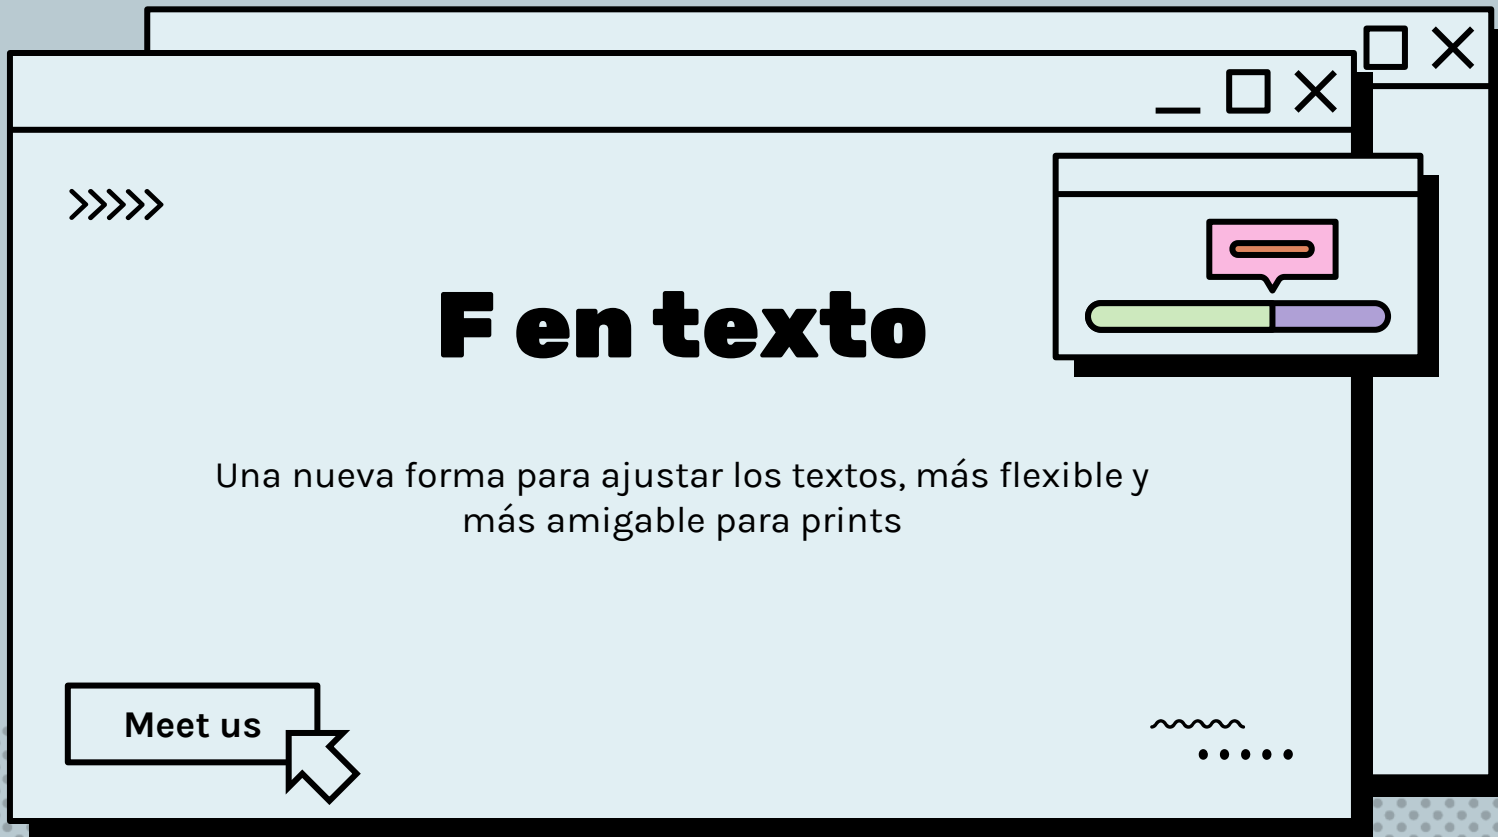 F en texto
Una nueva forma para ajustar los textos, más flexible y
más amigable para prints
Meet us